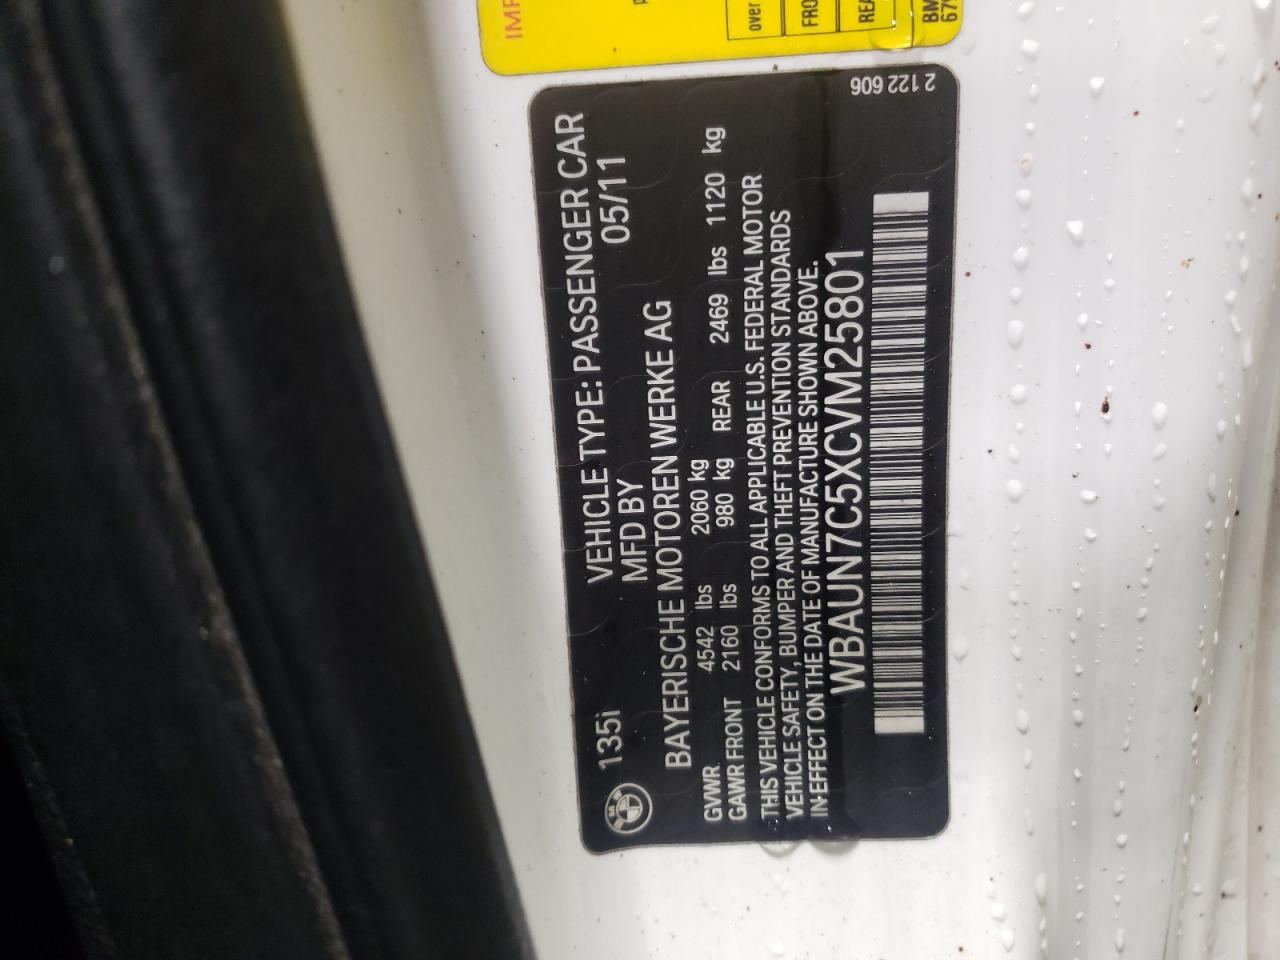 135i VEHICLE TYPE: PASSENGER CAR
MFD BY 05/11
BAYERISCHE MOTOREN WERKE AG
GVWR 4542 lbs 2060 kg
GAWR FRONT 2160 lbs 980 kg REAR 2469 lbs 1120 kg
THIS VEHICLE CONFORMS TO ALL APPLICABLE U.S. FEDERAL MOTOR
VEHICLE SAFETY, BUMPER AND THEFT PREVENTION STANDARDS
IN EFFECT ON THE DATE OF MANUFACTURE SHOWN ABOVE.
WBAUN7C5XCVM25801
2 122 606
over
FRO
REA
BM